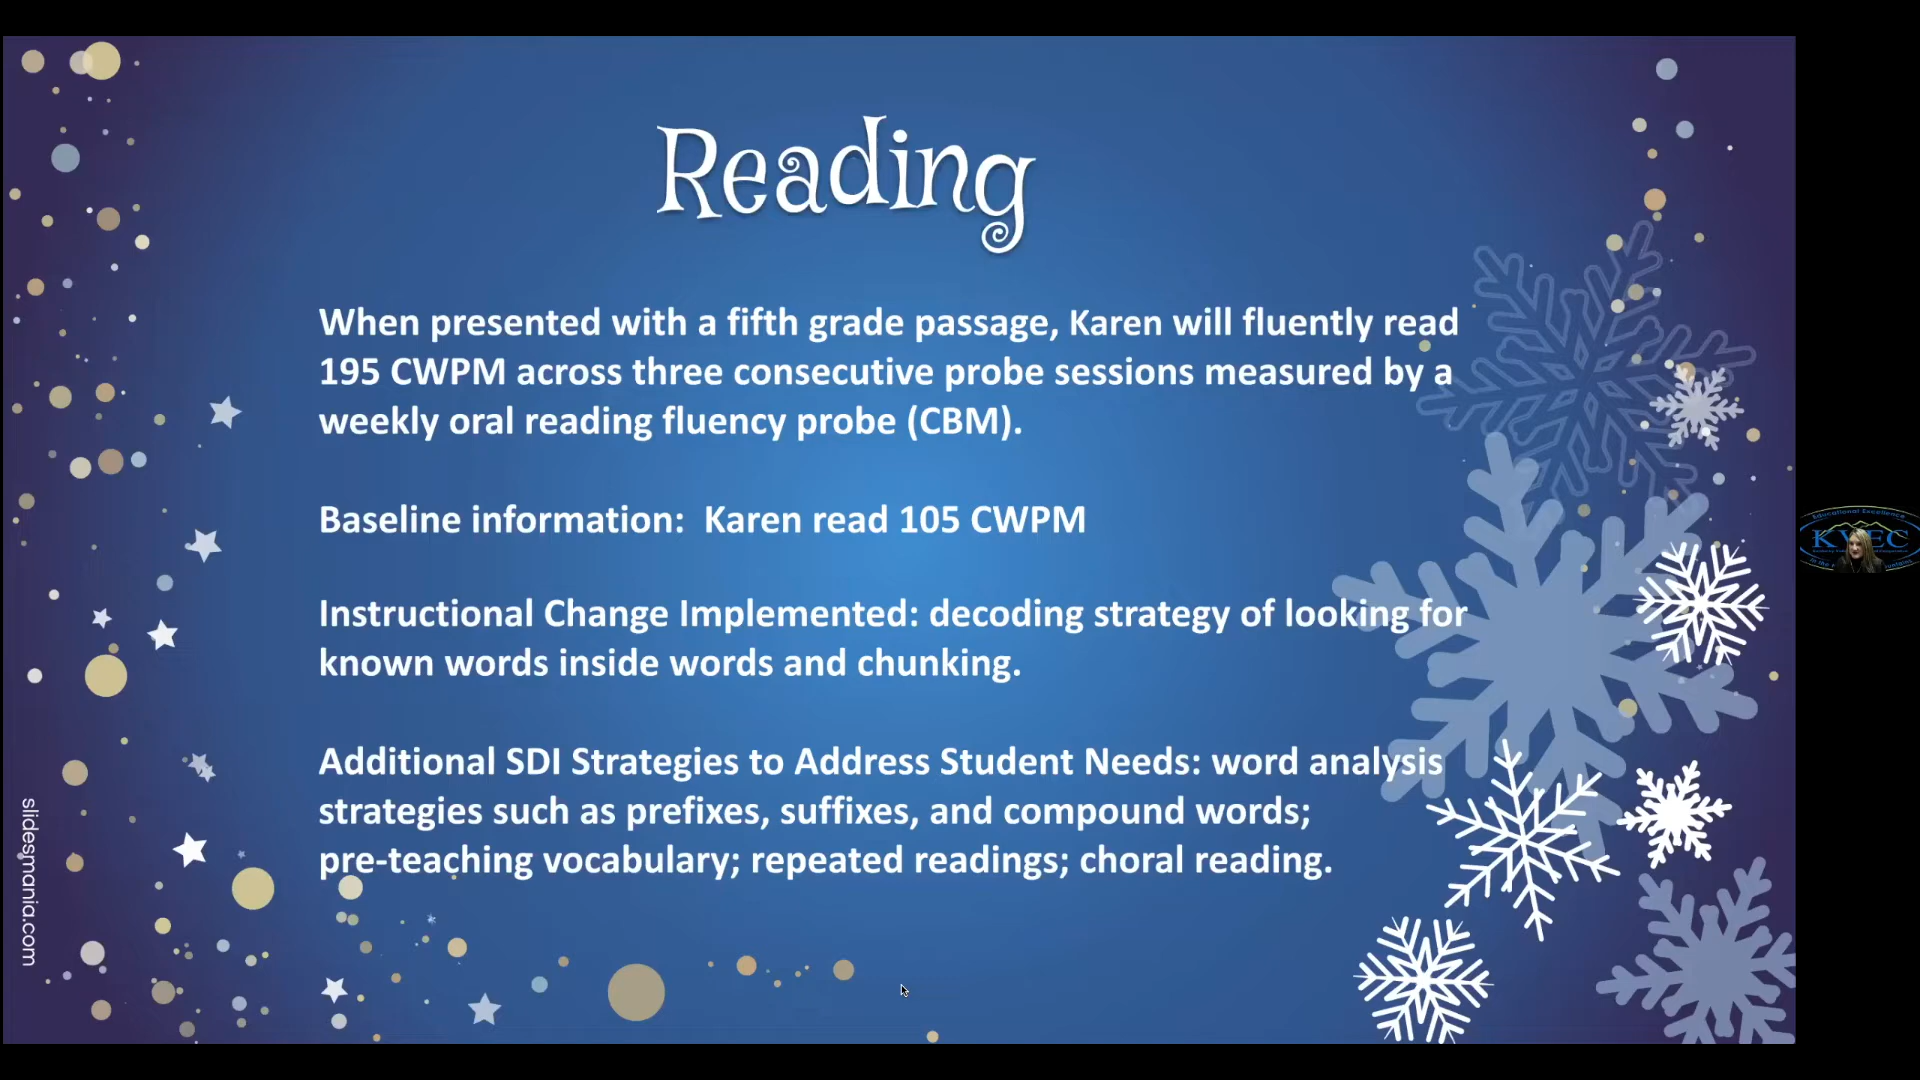 Reading
When presented with a fifth grade passage, Karen will fluently read
195 CWPM across three consecutive probe sessions measured by a
weekly oral reading fluency probe (CBM).
Baseline information:  Karen read 105 CWPM
Instructional Change Implemented: decoding strategy of looking for
known words inside words and chunking.
Additional SDI Strategies to Address Student Needs: word analysis
strategies such as prefixes, suffixes, and compound words;
pre-teaching vocabulary; repeated readings; choral reading.
slidesmania.com
Educational Excellence